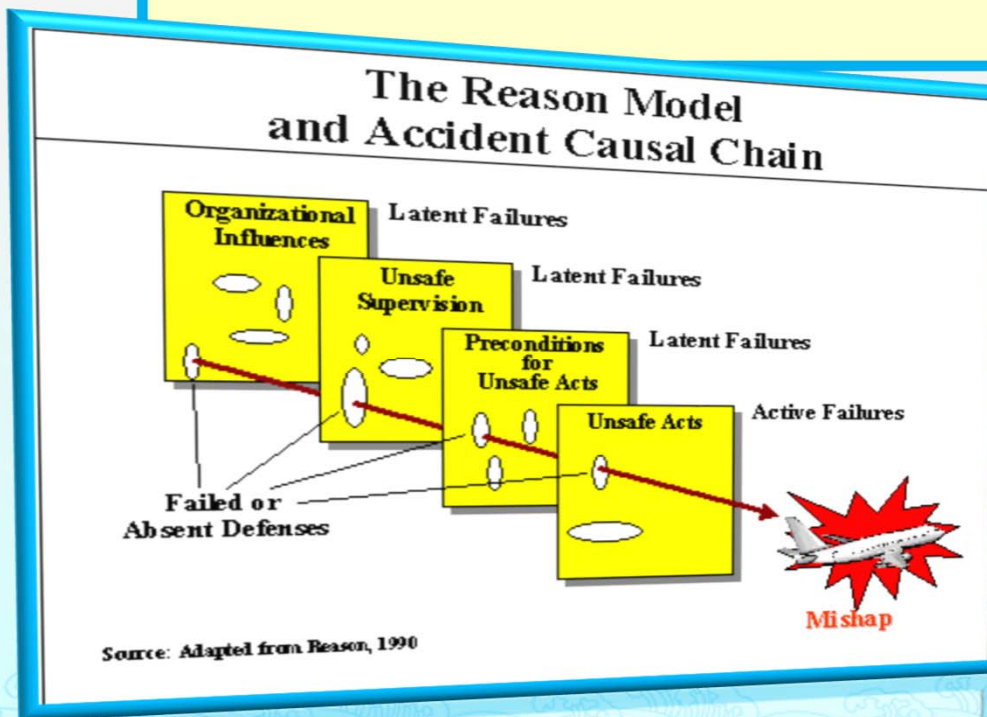 The Reason Model
and Accident Causal Chain
Organizational
Influences
Latent Failures
Unsafe
Supervision
Latent Failures
Preconditions
for
Unsafe Acts
Latent Failures
Unsafe Acts
Active Failures
Failed or
Absent Defenses
Mishap
Source: Adapted from Reason, 1990